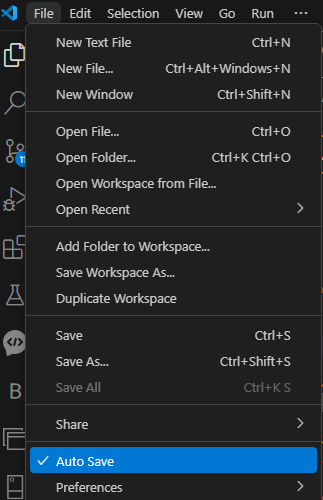 File Edit Selection View Go Run ···
New Text File Ctrl+N
New File... Ctrl+Alt+Windows+N
New Window Ctrl+Shift+N
Open File... Ctrl+O
Open Folder... Ctrl+K Ctrl+O
Open Workspace from File...
Open Recent
11
Add Folder to Workspace...
Save Workspace As...
Duplicate Workspace
Save Ctrl+S
Save As... Ctrl+Shift+S
Save All Ctrl+K S
B
Share
Auto Save
Preferences